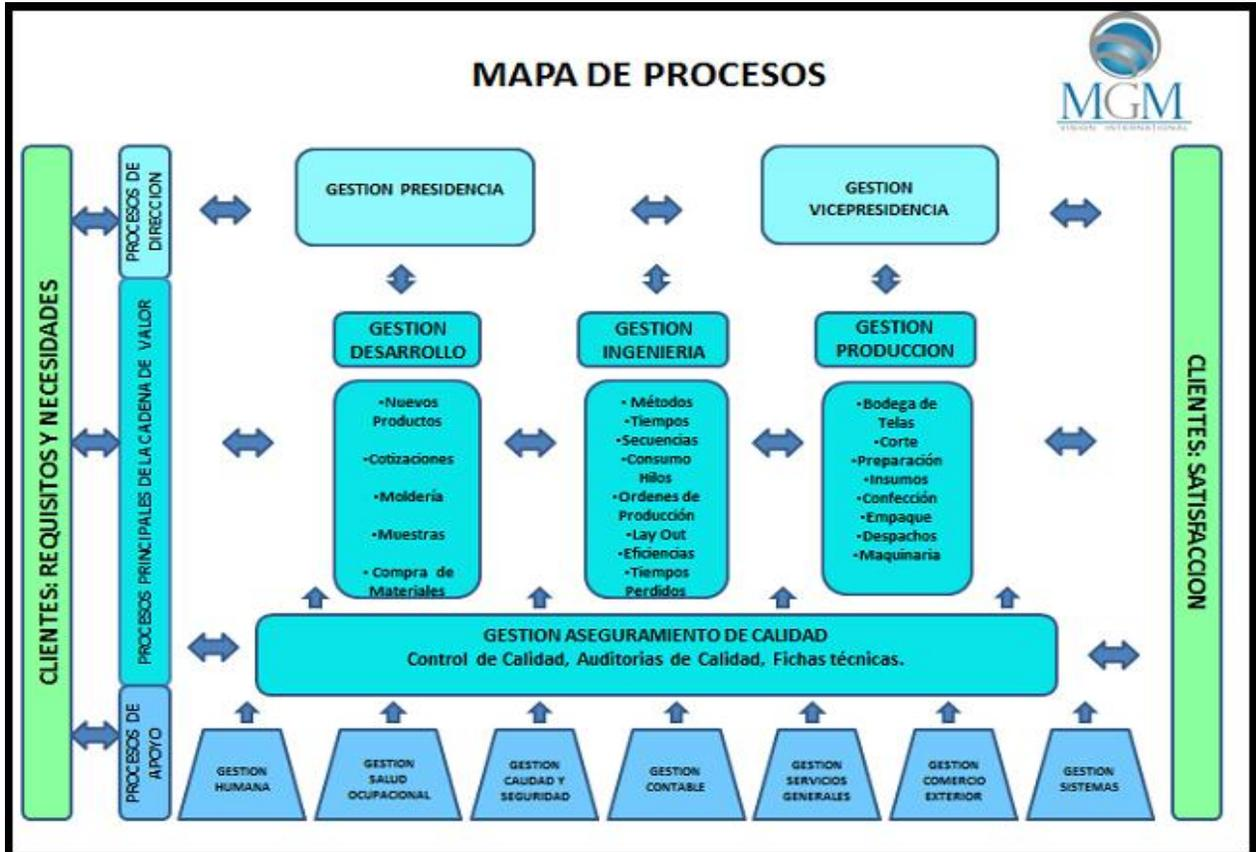 MAPA DE PROCESOS
MGM
VISION INTERNATIONAL
CLIENTES: REQUISITOS Y NECESIDADES
PROCESOS DE
DIRECCION
GESTION PRESIDENCIA
GESTION
VICEPRESIDENCIA
PROCESOS PRINCIPALES DE LA CADENA DE VALOR
GESTION
DESARROLLO
•Nuevos
Productos
•Cotizaciones
•Moldería
•Muestras
• Compra de
Materiales
GESTION
INGENIERIA
• Métodos
•Tiempos
•Secuencias
•Consumo
Hilos
•Ordenes de
Producción
•Lay Out
•Eficiencias
•Tiempos
Perdidos
GESTION
PRODUCCION
•Bodega de
Telas
•Corte
•Preparación
•Insumos
•Confección
•Empaque
•Despachos
•Maquinaria
GESTION ASEGURAMIENTO DE CALIDAD
Control de Calidad, Auditorias de Calidad, Fichas técnicas.
PROCESOS DE
APOYO
GESTION
HUMANA
GESTION
SALUD
OCUPACIONAL
GESTION
CALIDAD Y
SEGURIDAD
GESTION
CONTABLE
GESTION
SERVICIOS
GENERALES
GESTION
COMERCIO
EXTERIOR
GESTION
SISTEMAS
CLIENTES: SATISFACCION